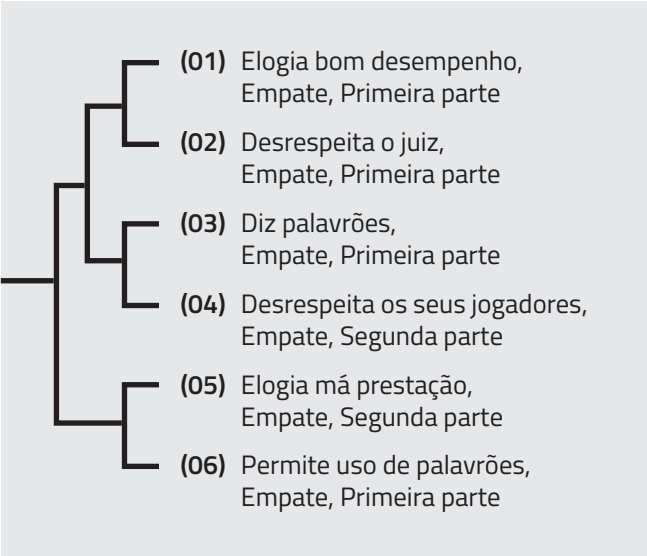 (01) Elogia bom desempenho,
Empate, Primeira parte
(02) Desrespeita o juiz,
Empate, Primeira parte
(03) Diz palavrões,
Empate, Primeira parte
(04) Desrespeita os seus jogadores,
Empate, Segunda parte
(05) Elogia má prestação,
Empate, Segunda parte
(06) Permite uso de palavrões,
Empate, Primeira parte